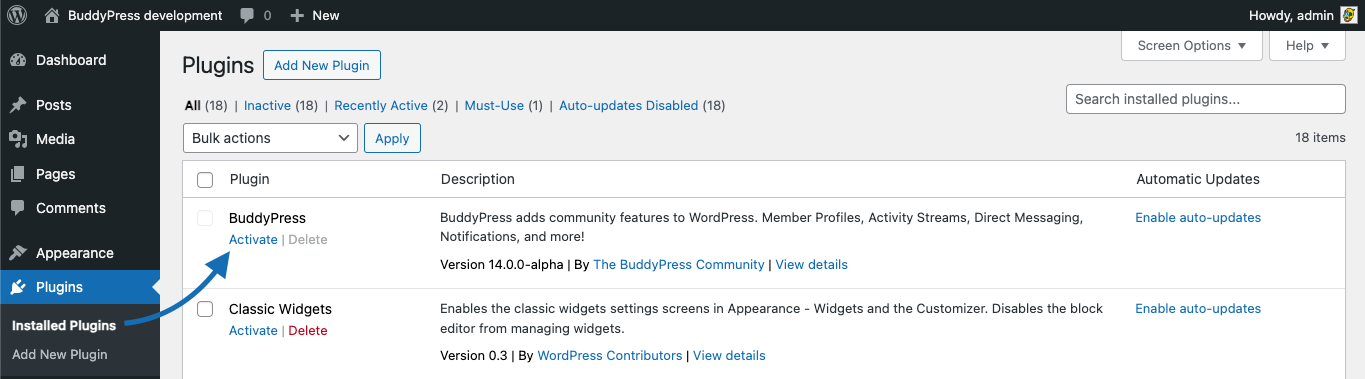 BuddyPress development 0 New Howdy, admin
Dashboard
Posts
Media
Pages
Comments
Appearance
Plugins
Installed Plugins
Add New Plugin
Screen Options Help
Plugins Add New Plugin
All (18) | Inactive (18) | Recently Active (2) | Must-Use (1) | Auto-updates Disabled (18)
Search installed plugins...
Bulk actions Apply
18 items
Plugin Description Automatic Updates
BuddyPress
Activate | Delete
BuddyPress adds community features to WordPress. Member Profiles, Activity Streams, Direct Messaging,
Notifications, and more!
Version 14.0.0-alpha | By The BuddyPress Community | View details
Enable auto-updates
Classic Widgets
Activate | Delete
Enables the classic widgets settings screens in Appearance - Widgets and the Customizer. Disables the block
editor from managing widgets.
Version 0.3 | By WordPress Contributors | View details
Enable auto-updates